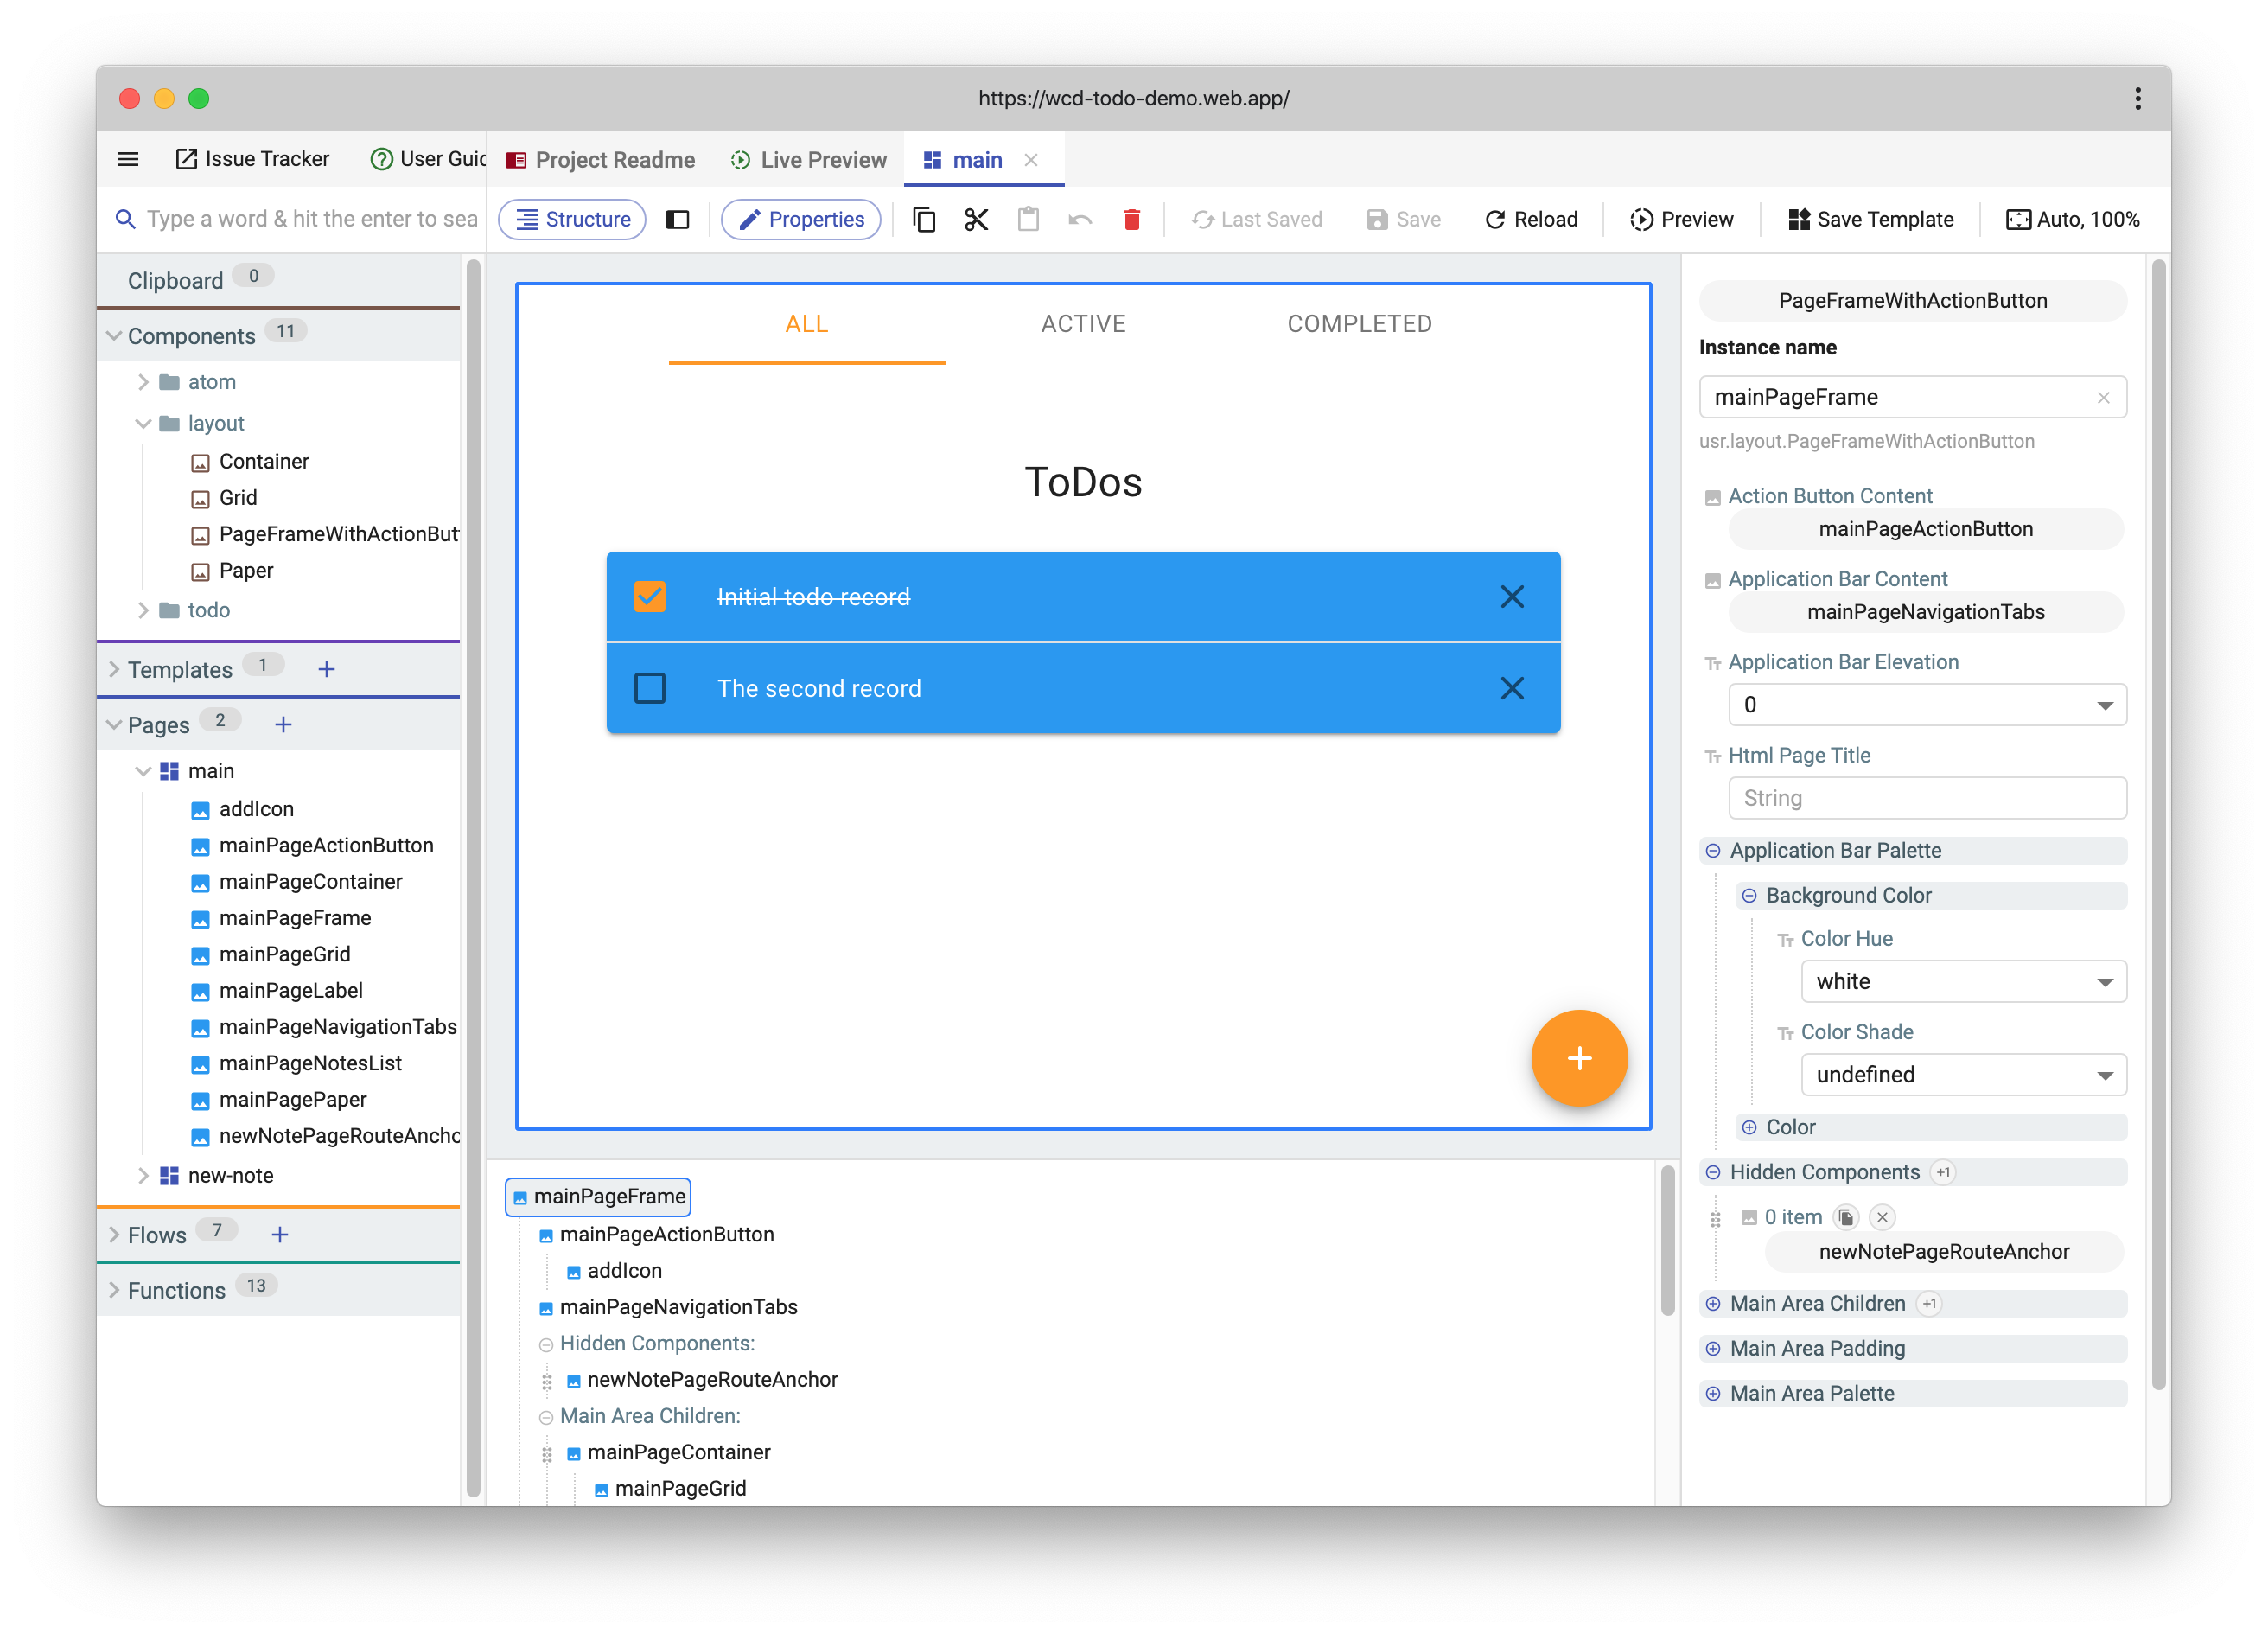 https://wcd-todo-demo.web.app/
Issue Tracker
User Guid
Project Readme
Live Preview
main
Type a word & hit the enter to sea
Structure
Properties
Last Saved
Save
Reload
Preview
Save Template
Auto, 100%
Clipboard 0
Components 11
atom
layout
Container
Grid
PageFrameWithActionBut
Paper
todo
Templates 1
Pages 2
main
addIcon
mainPageActionButton
mainPageContainer
mainPageFrame
mainPageGrid
mainPageLabel
mainPageNavigationTabs
mainPageNotesList
mainPagePaper
newNotePageRouteAncho
new-note
Flows 7
Functions 13
ALL
ACTIVE
COMPLETED
ToDos
Initial todo record
The second record
mainPageFrame
mainPageActionButton
addIcon
mainPageNavigationTabs
Hidden Components:
newNotePageRouteAnchor
Main Area Children:
mainPageContainer
mainPageGrid
PageFrameWithActionButton
Instance name
mainPageFrame
usr.layout.PageFrameWithActionButton
Action Button Content
mainPageActionButton
Application Bar Content
mainPageNavigationTabs
Tт Application Bar Elevation
0
Tт Html Page Title
String
Application Bar Palette
Background Color
Tт Color Hue
white
Tт Color Shade
undefined
Color
Hidden Components +1
0 item
newNotePageRouteAnchor
Main Area Children +1
Main Area Padding
Main Area Palette